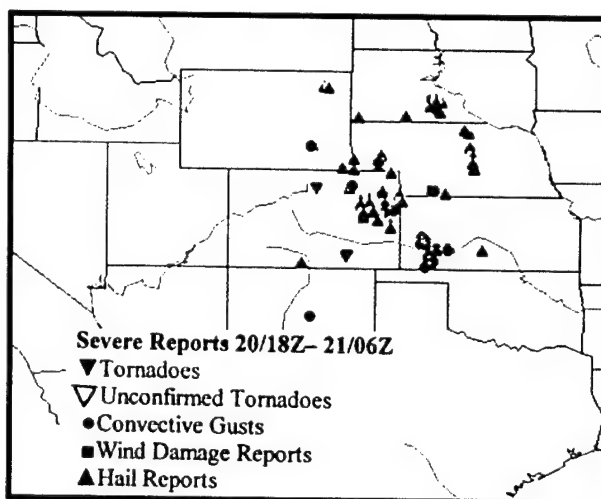 Severe Reports 20/18Z– 21/06Z
Tornadoes
Unconfirmed Tornadoes
Convective Gusts
Wind Damage Reports
Hail Reports